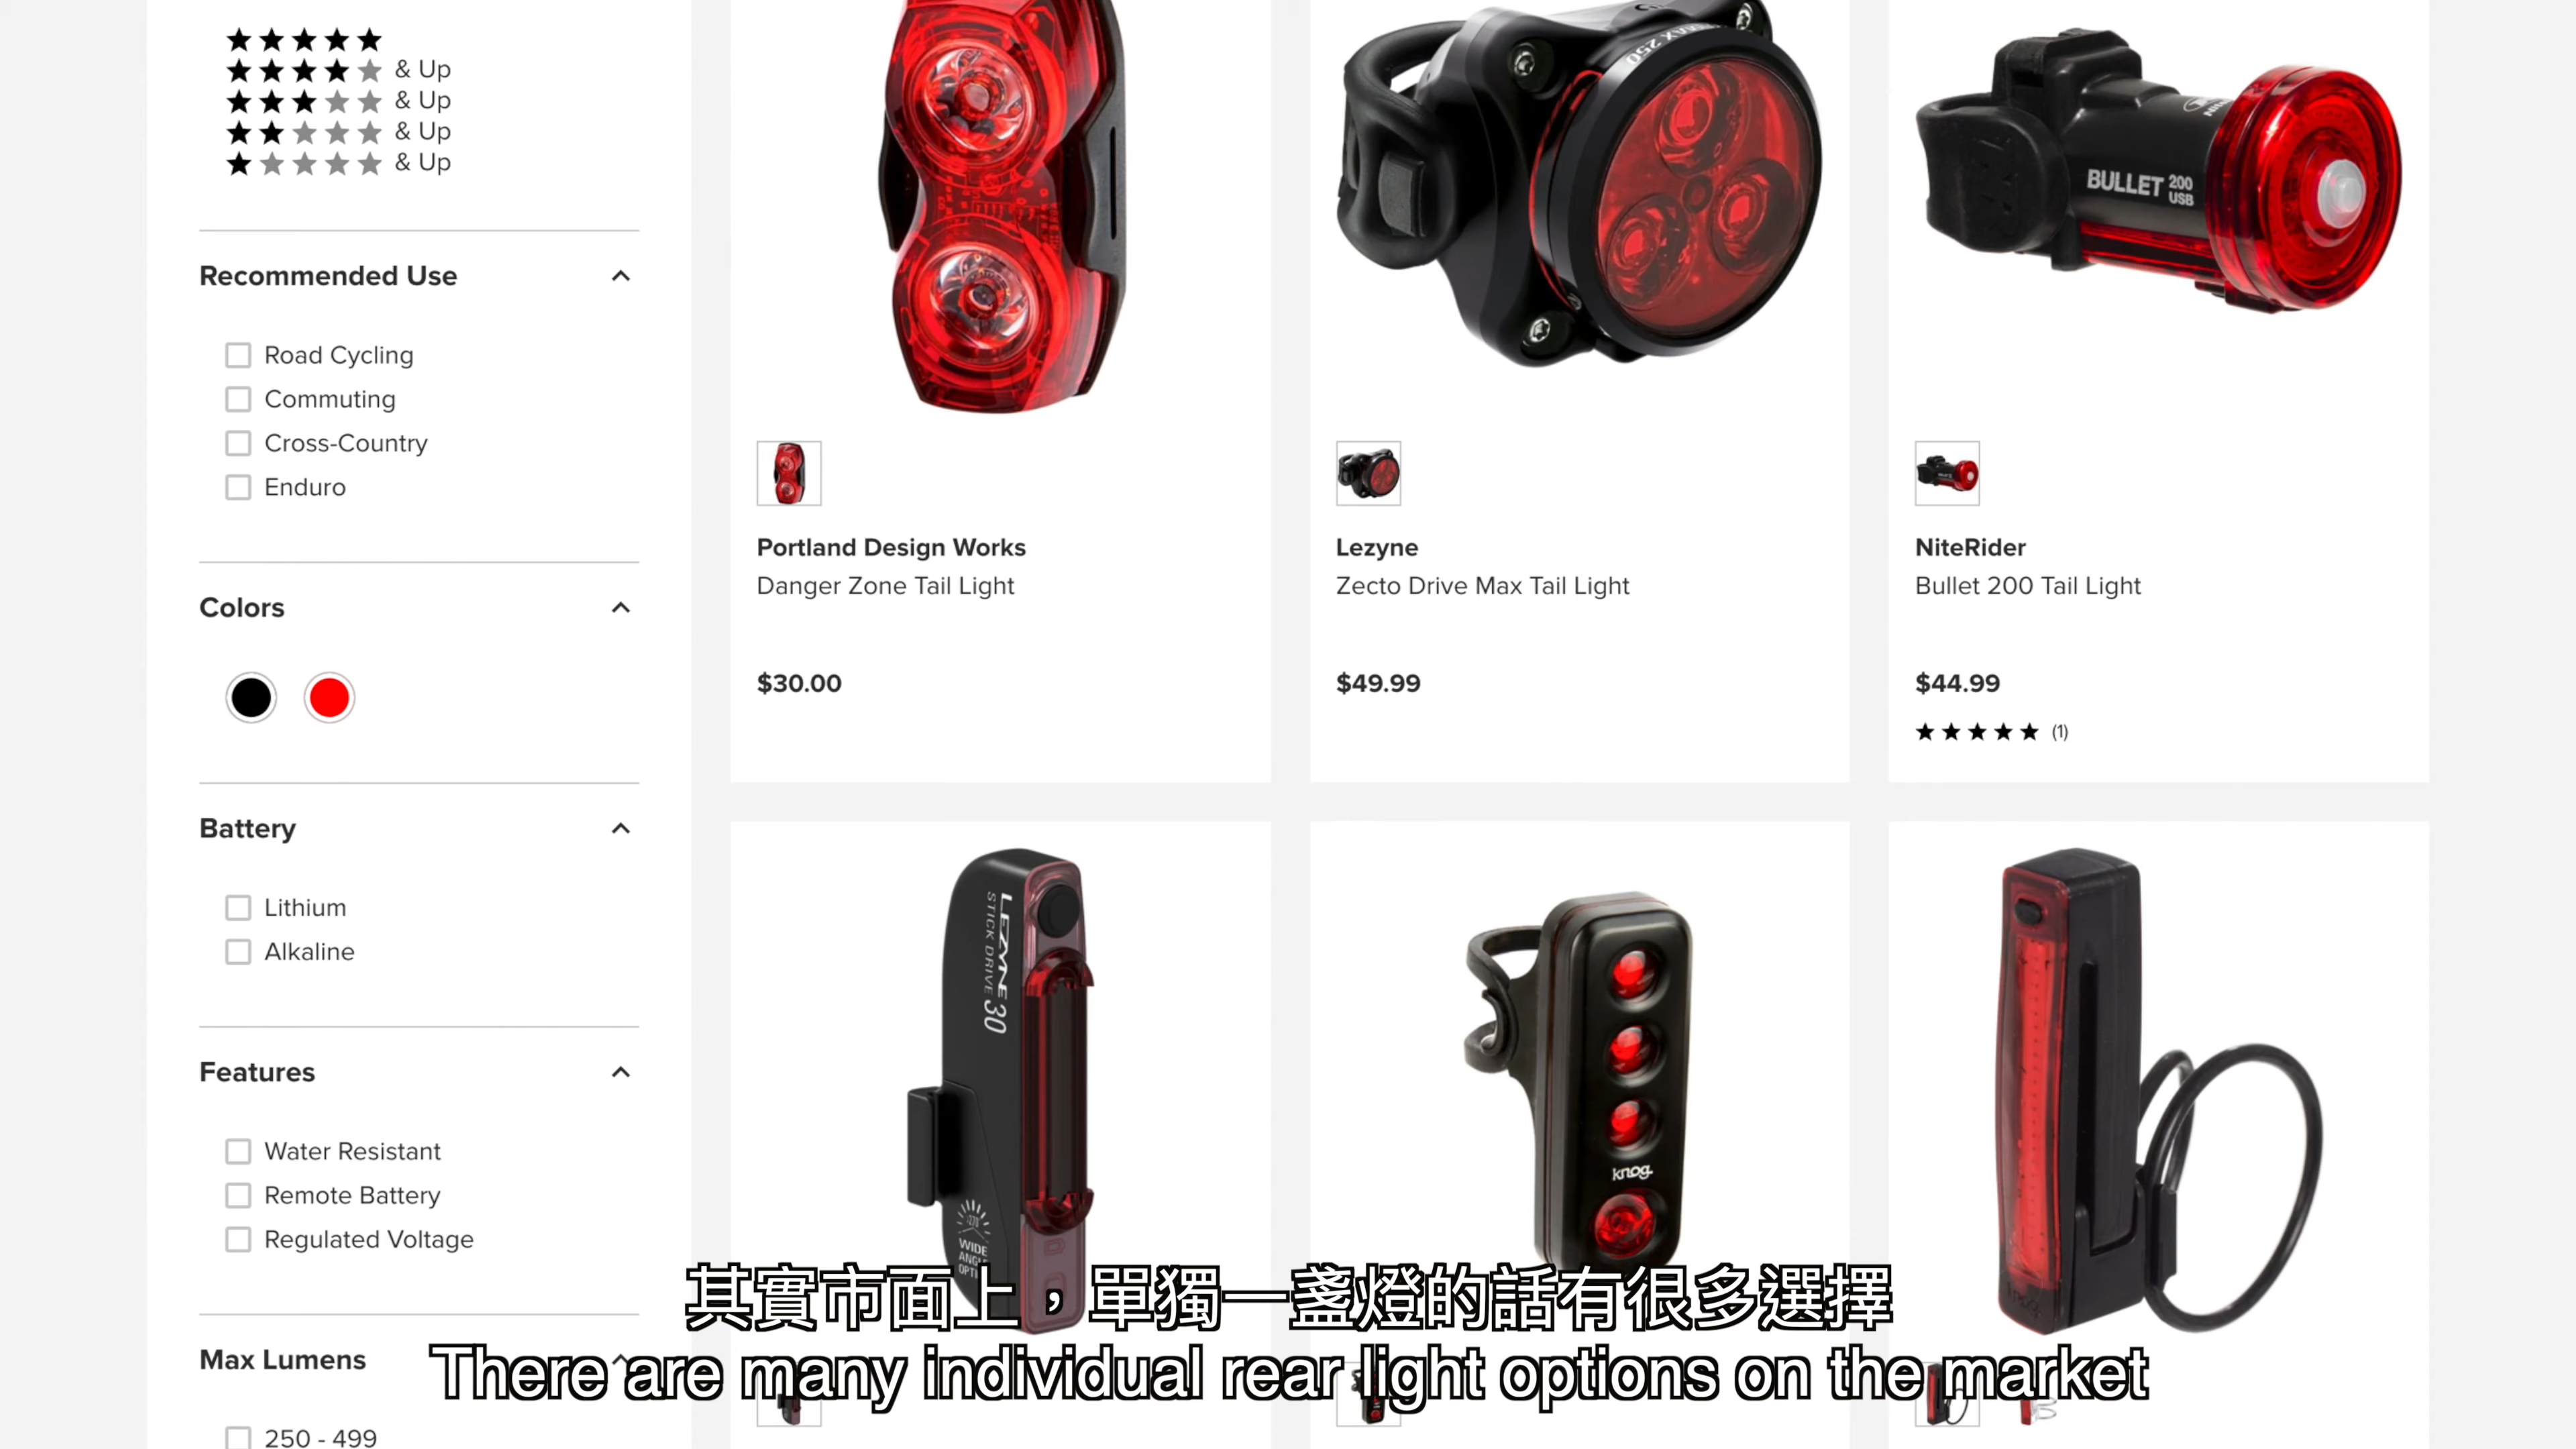 & Up
& Up
& Up
& Up
Recommended Use
Road Cycling
Commuting
Cross-Country
Enduro
Colors
Battery
Lithium
Alkaline
Features
Water Resistant
Remote Battery
Regulated Voltage
Max Lumens
250 - 499
Portland Design Works
Danger Zone Tail Light
$30.00
MAX 250
Lezyne
Zecto Drive Max Tail Light
$49.99
BULLET 200
USB
NiteRider
Bullet 200 Tail Light
$44.99
(1)
LEZYNE
STICK DRIVE 30
WIDE
knog.
其實市面上，單獨一盞燈的話有很多選擇
There are many individual rear light options on the market